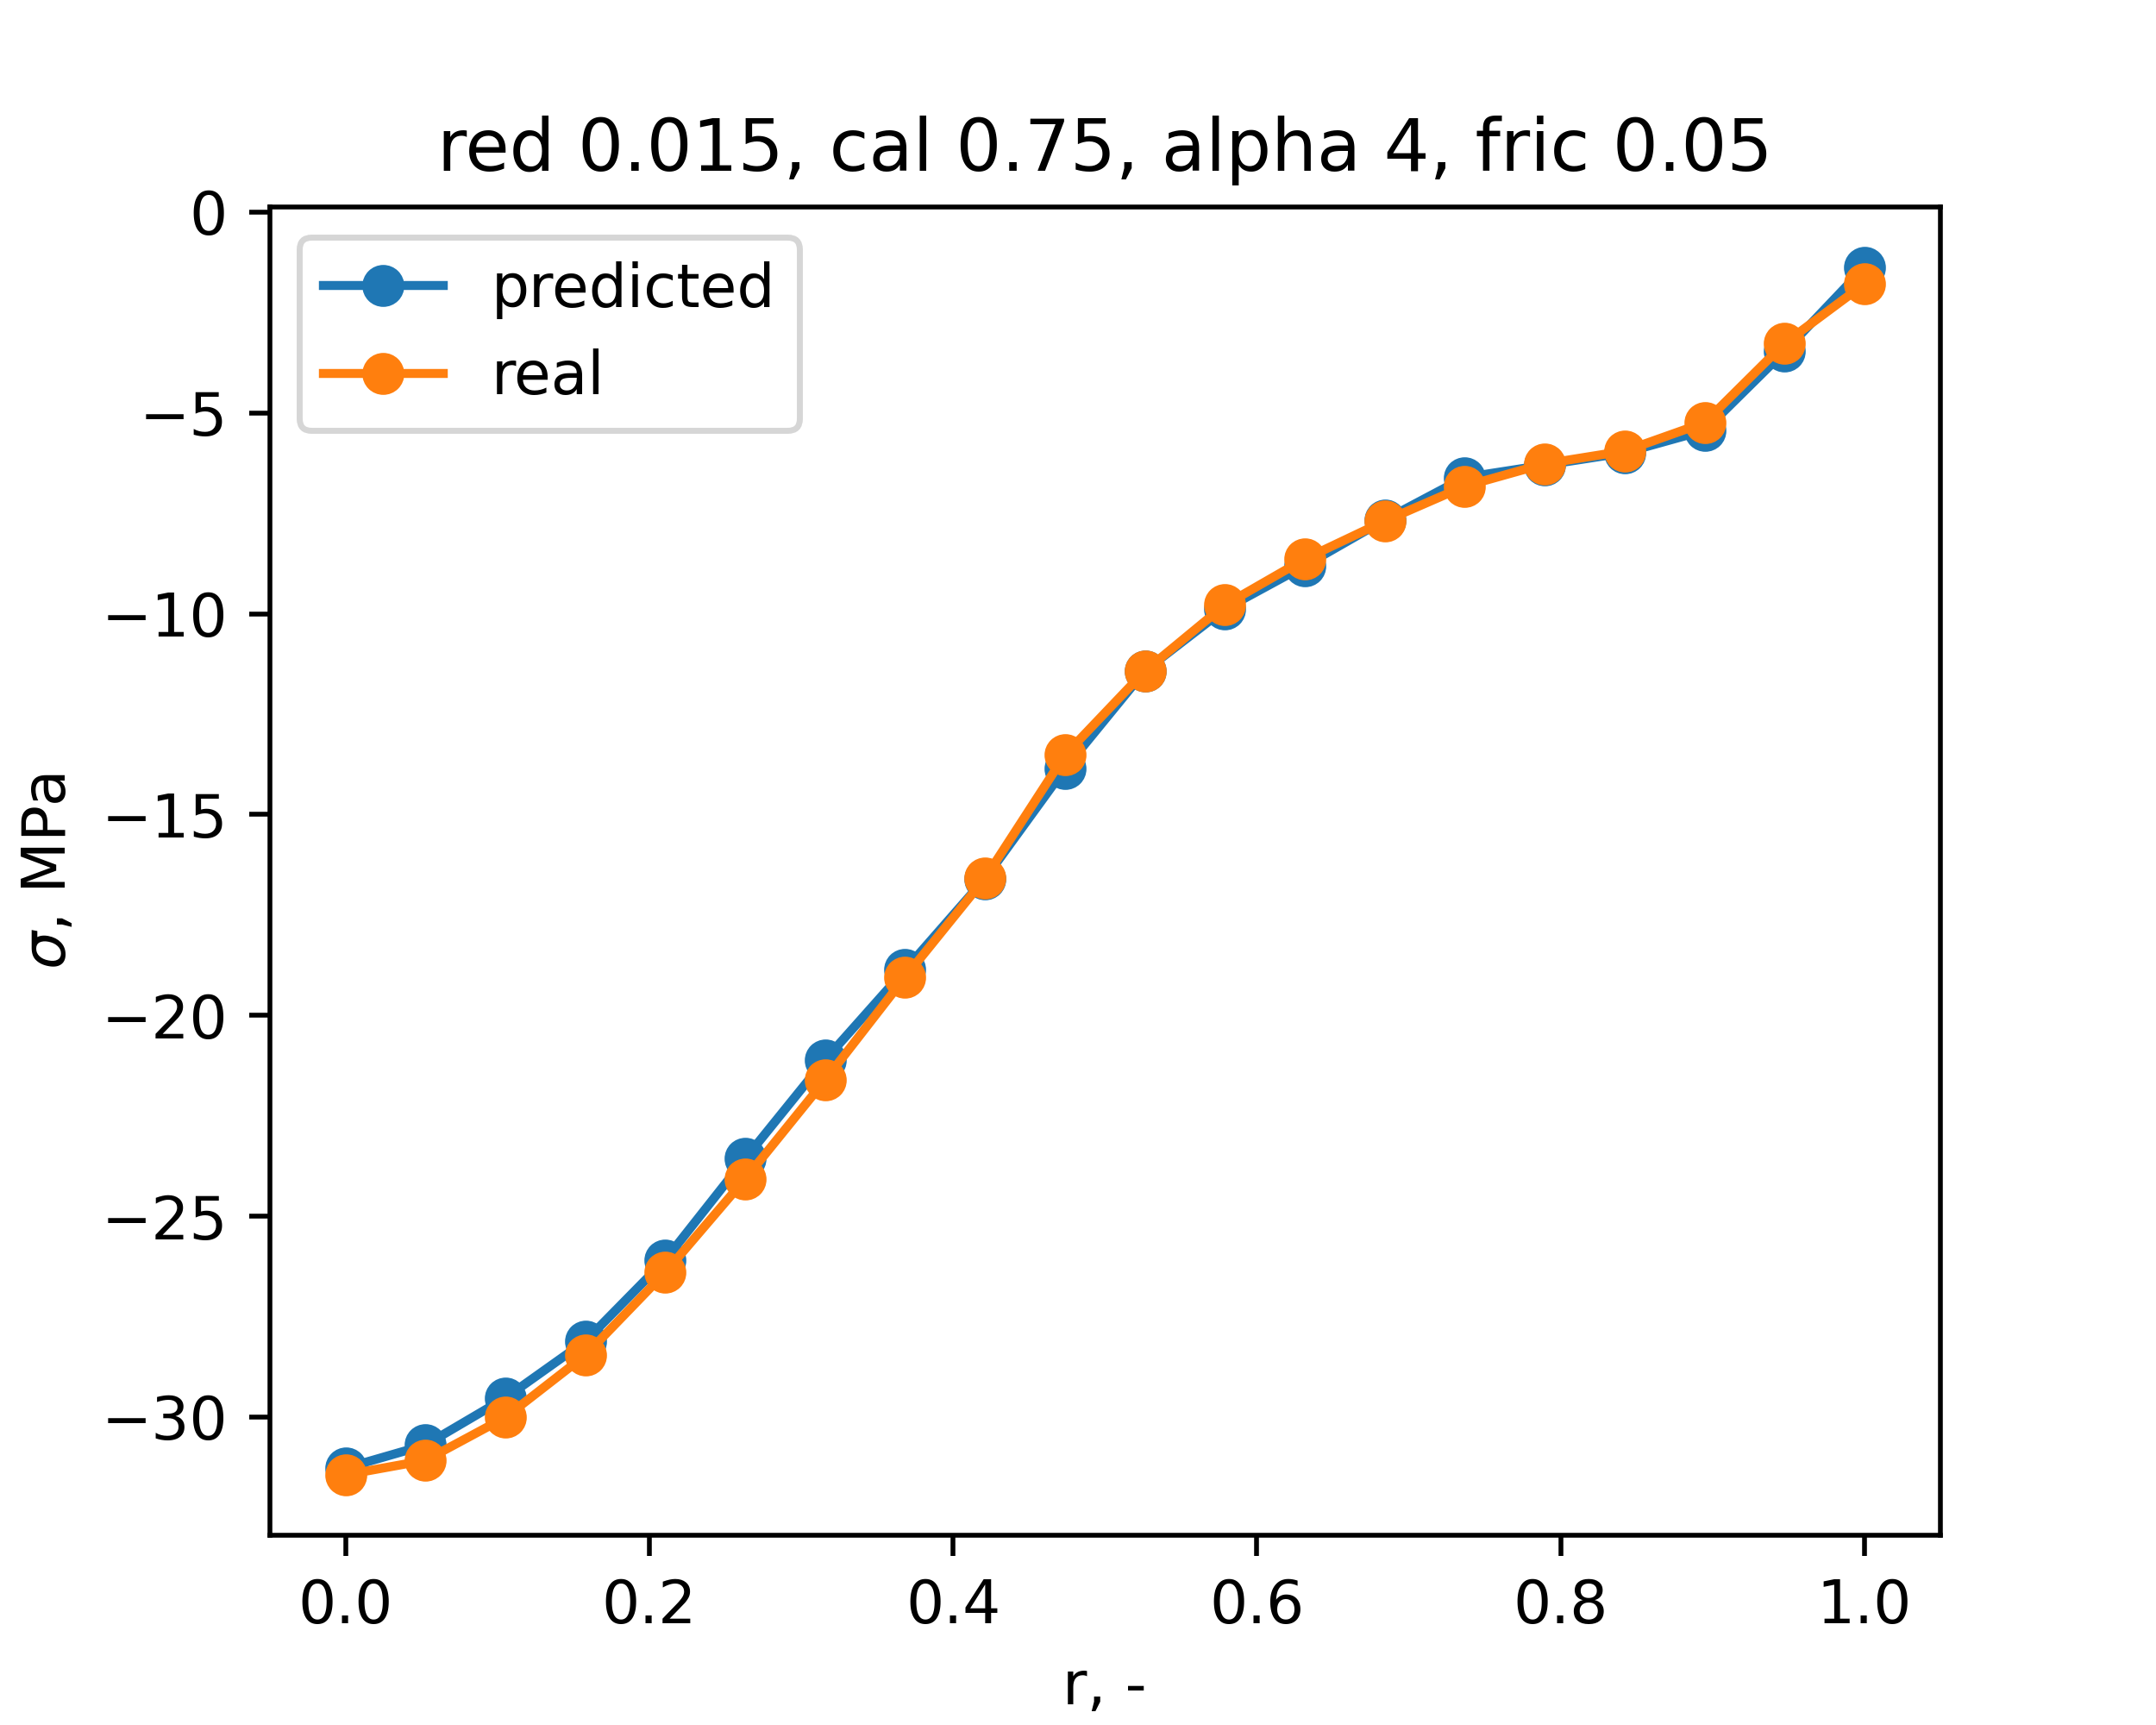 red 0.015, cal 0.75, alpha 4, fric 0.05
predicted
real
0
−5
−10
−15
−20
−25
−30
σ, MPa
0.0 0.2 0.4 0.6 0.8 1.0
r, -